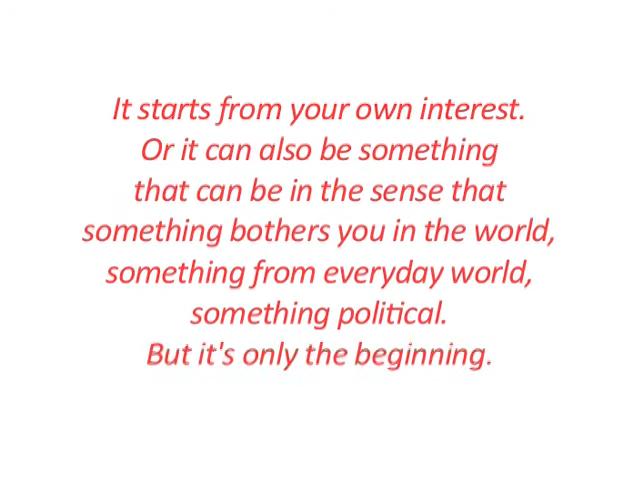 It starts from your own interest.
Or it can also be something
that can be in the sense that
something bothers you in the world,
something from everyday world,
something political.
But it's only the beginning.